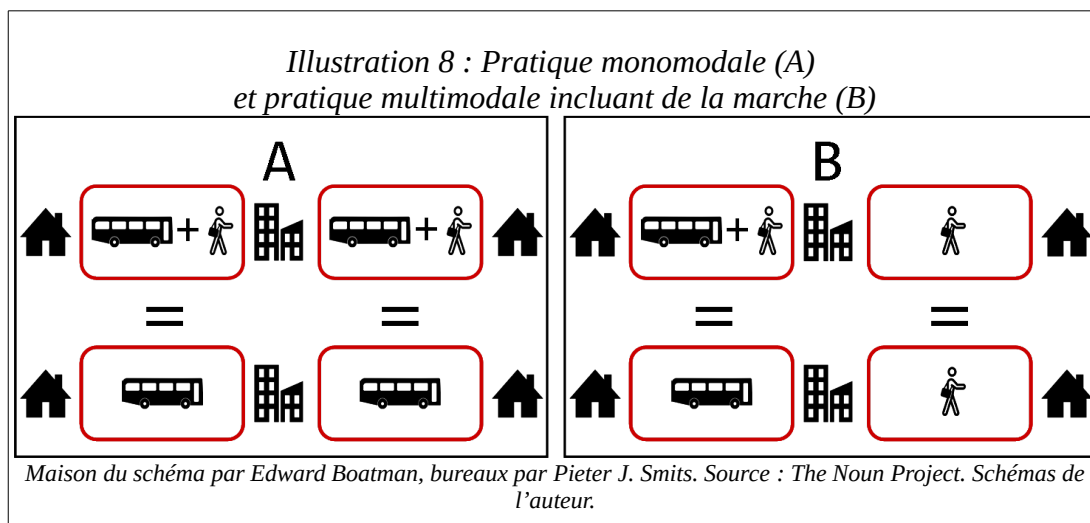 Illustration 8 : Pratique monomodale (A)
et pratique multimodale incluant de la marche (B)
A
B
+
+
+
=
=
=
=
Maison du schéma par Edward Boatman, bureaux par Pieter J. Smits. Source : The Noun Project. Schémas de
l'auteur.